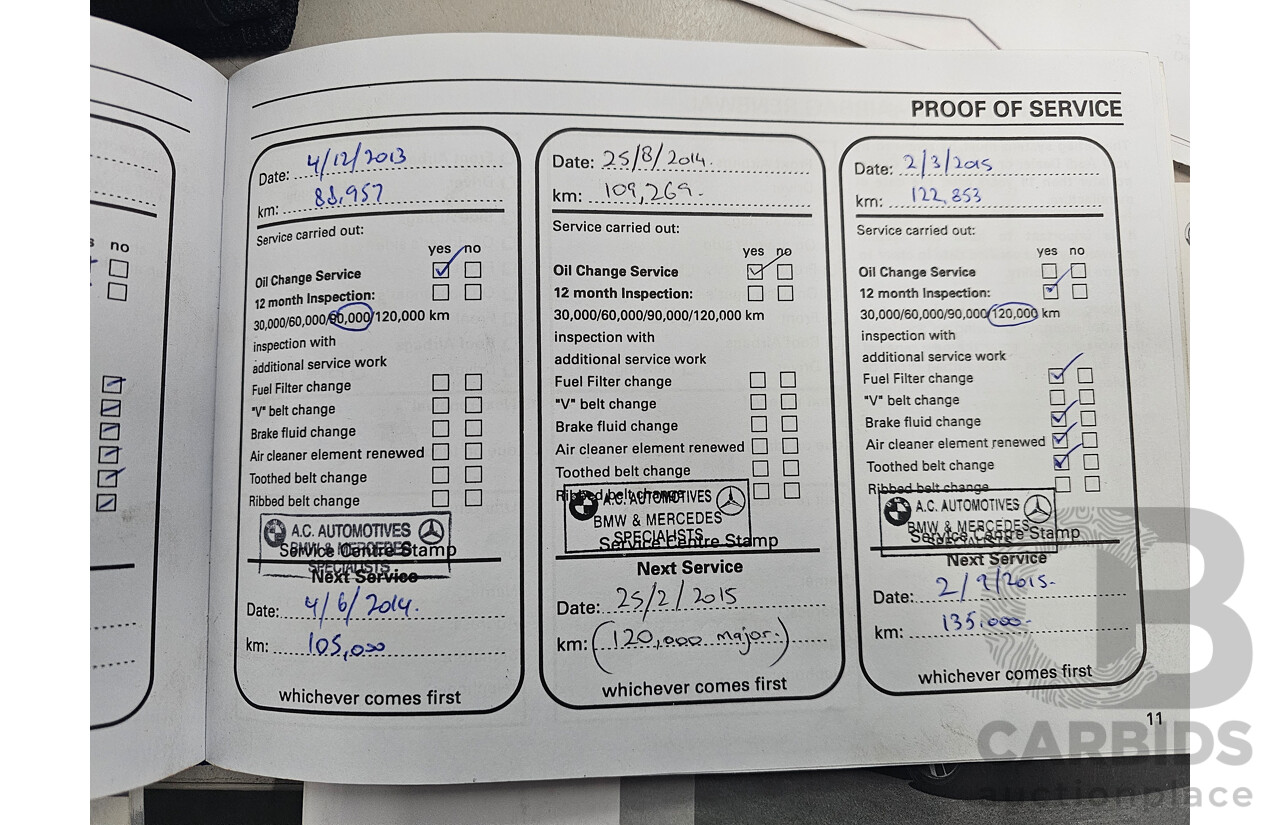 PROOF OF SERVICE
no
Date: 4/12/2013
km: 88,957
Service carried out:
yes no
Oil Change Service
12 month Inspection:
30,000/60,000/90,000/120,000 km
inspection with
additional service work
Fuel Filter change
"V" belt change
Brake fluid change
Air cleaner element renewed
Toothed belt change
Ribbed belt change
A.C. AUTOMOTIVES
BMW & MERCEDES
SPECIALISTS
Service Centre Stamp
Next Service
Date: 4/6/2014.
km: 105,000
whichever comes first
Date: 25/8/2014.
km: 109,269.
Service carried out:
yes no
Oil Change Service
12 month Inspection:
30,000/60,000/90,000/120,000 km
inspection with
additional service work
Fuel Filter change
"V" belt change
Brake fluid change
Air cleaner element renewed
Toothed belt change
Ribbed belt change
A.C. AUTOMOTIVES
BMW & MERCEDES
SPECIALISTS
Service Centre Stamp
Next Service
Date: 25/2/2015
km: (120,000 major.)
whichever comes first
Date: 2/3/2015
km: 122,853
Service carried out:
yes no
Oil Change Service
12 month Inspection:
30,000/60,000/90,000/120,000 km
inspection with
additional service work
Fuel Filter change
"V" belt change
Brake fluid change
Air cleaner element renewed
Toothed belt change
Ribbed belt change
A.C. AUTOMOTIVES
BMW & MERCEDES
SPECIALISTS
Service Centre Stamp
Next Service
Date: 2/9/2015.
km: 135,000-
whichever comes first
11
CARBIDS
auctionplace